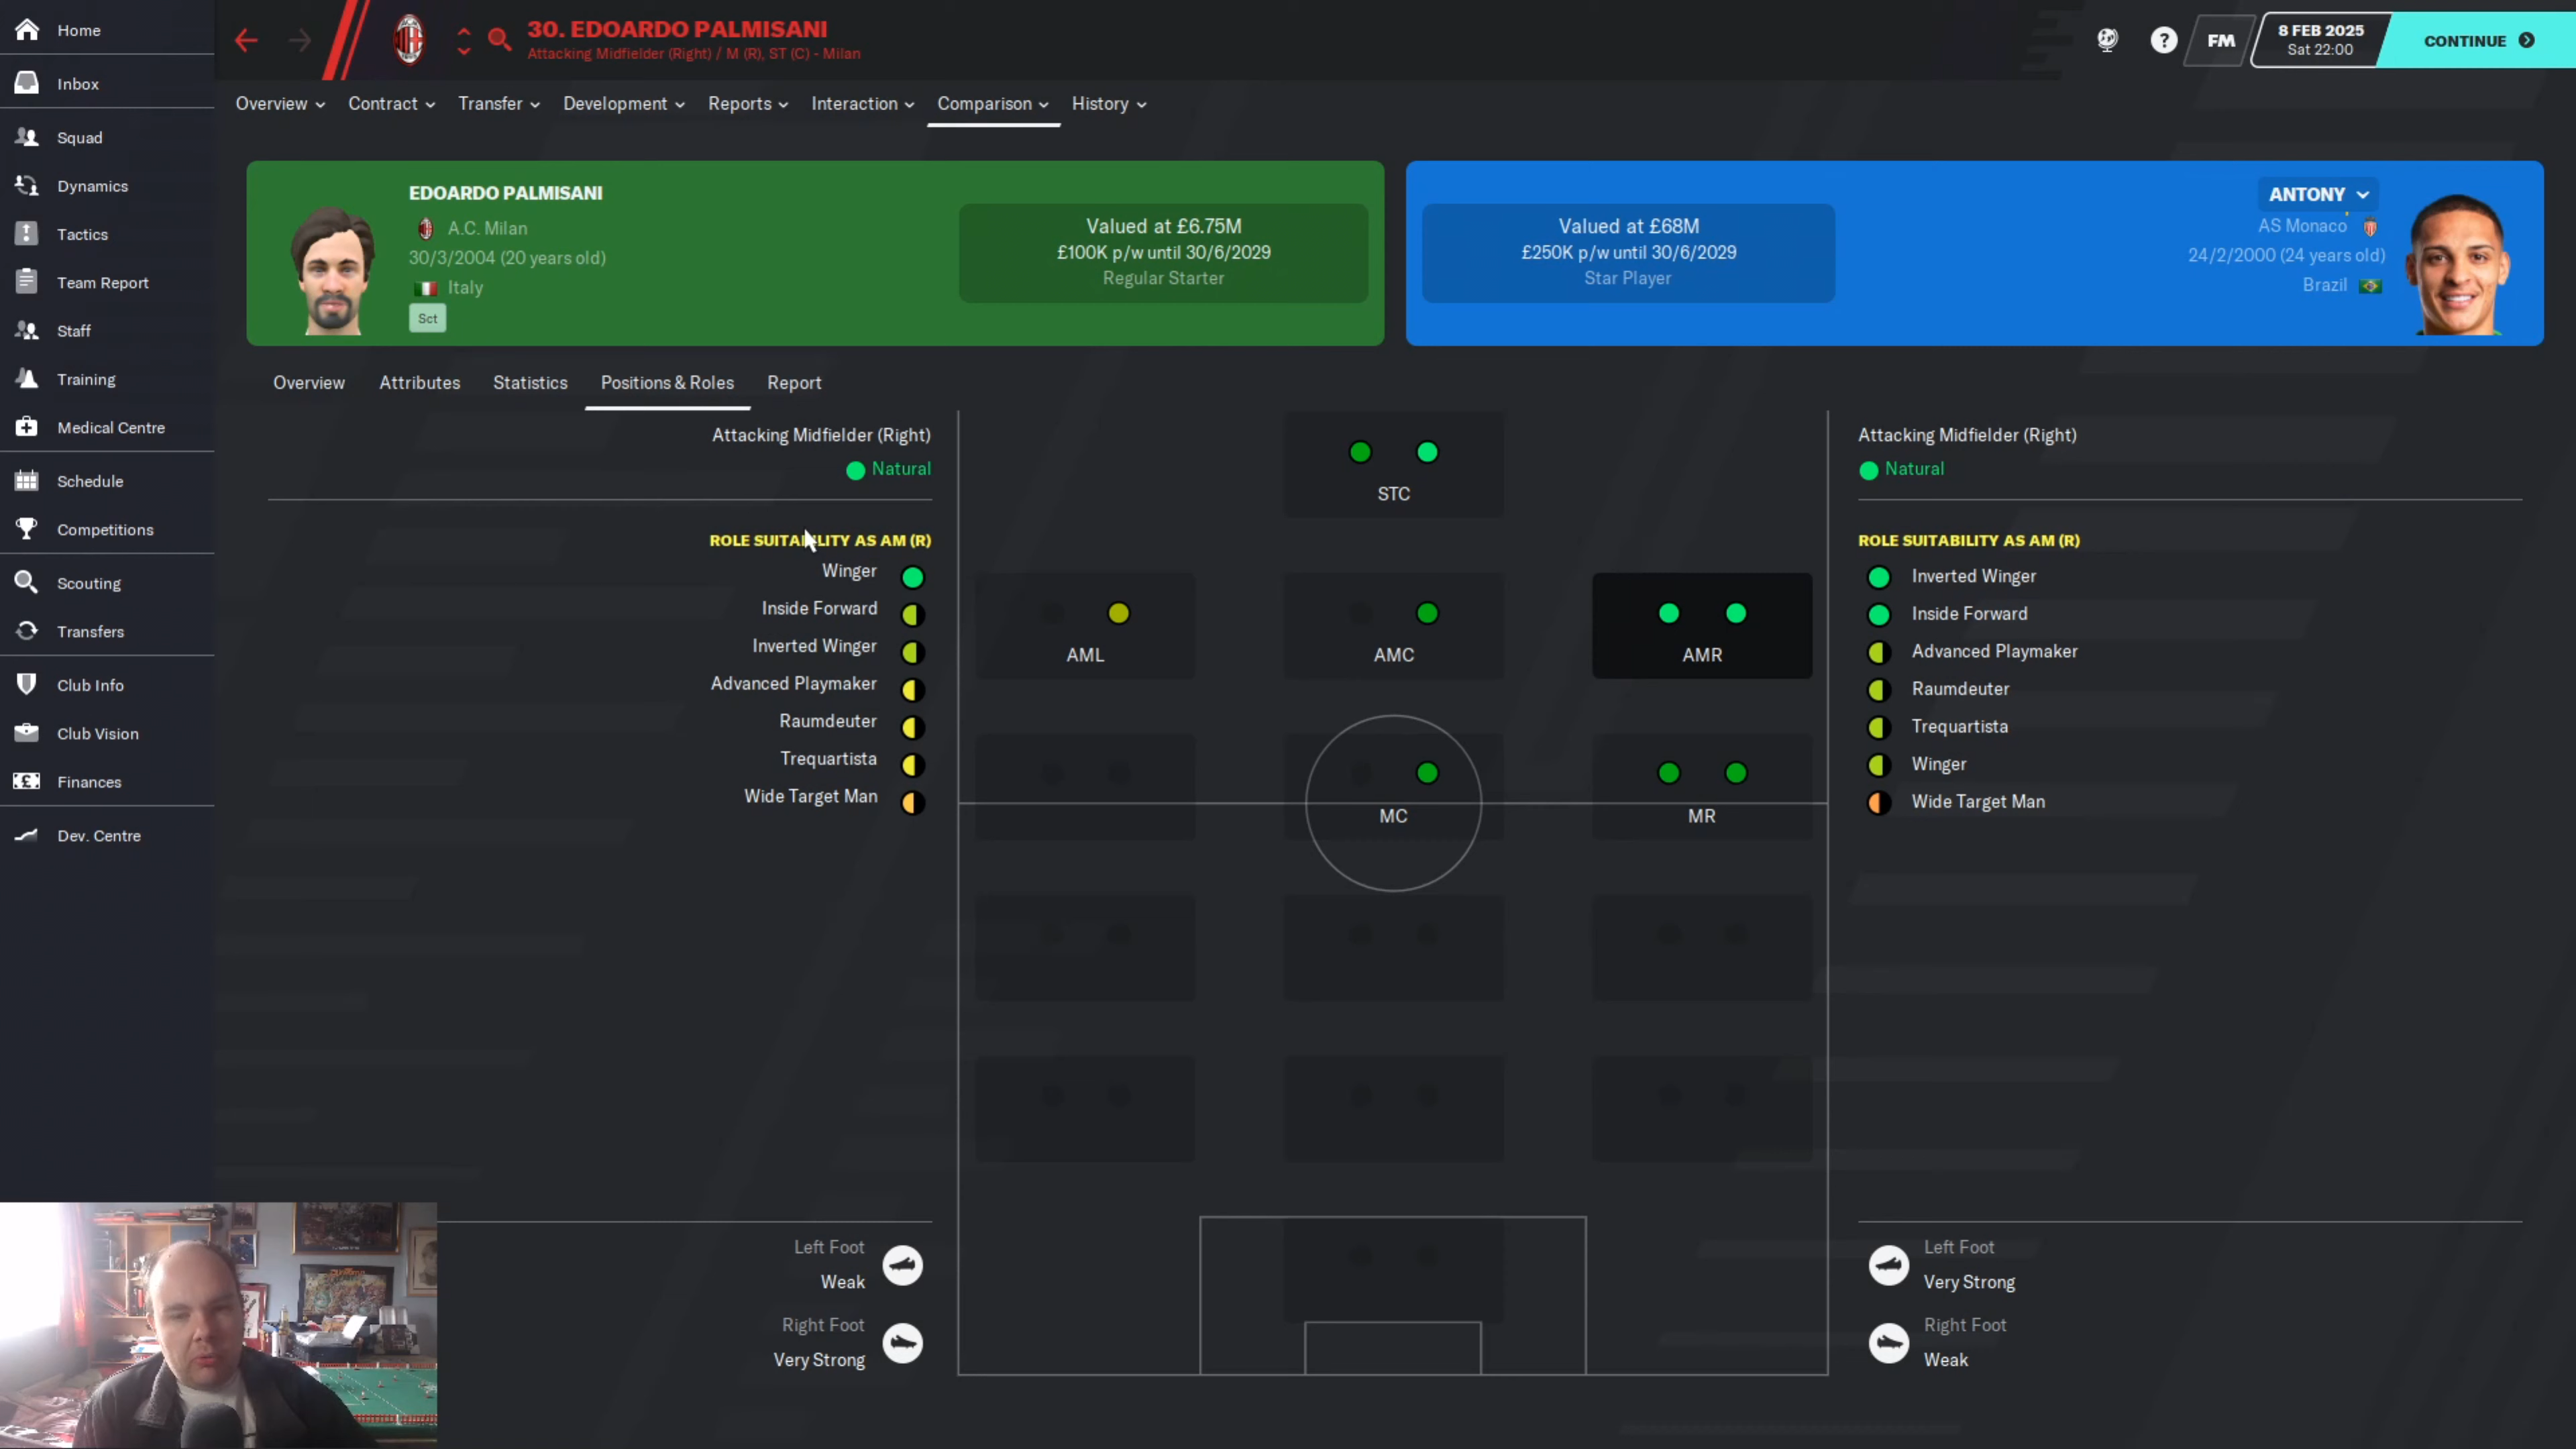 Home
Inbox
Squad
Dynamics
Tactics
Team Report
Staff
Training
Medical Centre
Schedule
Competitions
Scouting
Transfers
Club Info
Club Vision
Finances
Dev. Centre
30. EDOARDO PALMISANI
Attacking Midfielder (Right) / M (R), ST (C) - Milan
?
FM
8 FEB 2025
Sat 22:00
CONTINUE
Overview
Contract
Transfer
Development
Reports
Interaction
Comparison
History
EDOARDO PALMISANI
A.C. Milan
30/3/2004 (20 years old)
Italy
Sct
Valued at £6.75M
£100K p/w until 30/6/2029
Regular Starter
Valued at £68M
£250K p/w until 30/6/2029
Star Player
ANTONY
AS Monaco
24/2/2000 (24 years old)
Brazil
Overview
Attributes
Statistics
Positions & Roles
Report
Attacking Midfielder (Right)
Natural
ROLE SUITABILITY AS AM (R)
Winger
Inside Forward
Inverted Winger
Advanced Playmaker
Raumdeuter
Trequartista
Wide Target Man
Left Foot
Weak
Right Foot
Very Strong
STC
AML
AMC
AMR
MC
MR
Attacking Midfielder (Right)
Natural
ROLE SUITABILITY AS AM (R)
Inverted Winger
Inside Forward
Advanced Playmaker
Raumdeuter
Trequartista
Winger
Wide Target Man
Left Foot
Very Strong
Right Foot
Weak